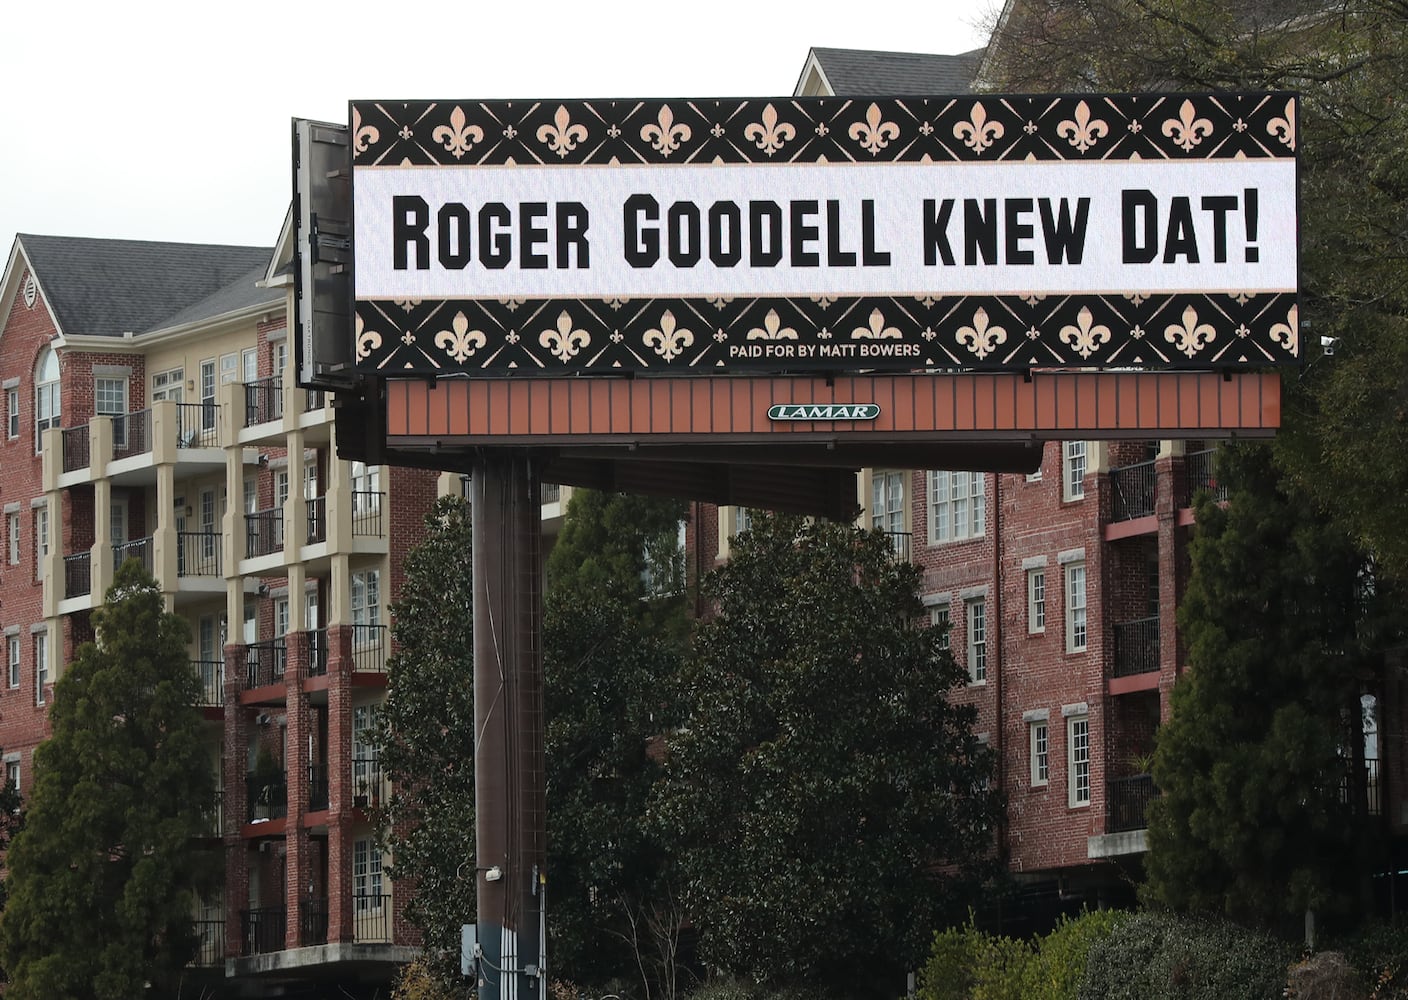 Roger Goodell knew Dat!
PAID FOR BY MATT BOWERS
LAMAR